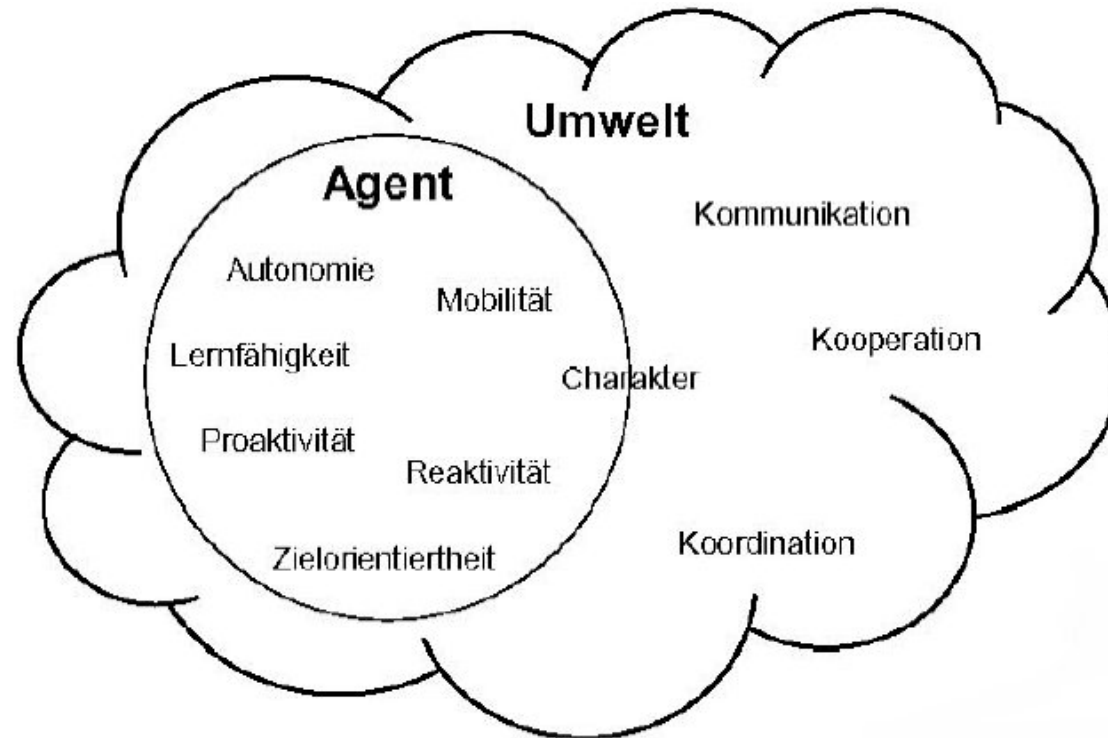 Umwelt
Agent
Kommunikation
Autonomie
Mobilität
Kooperation
Lernfähigkeit
Charakter
Proaktivität
Reaktivität
Koordination
Zielorientiertheit